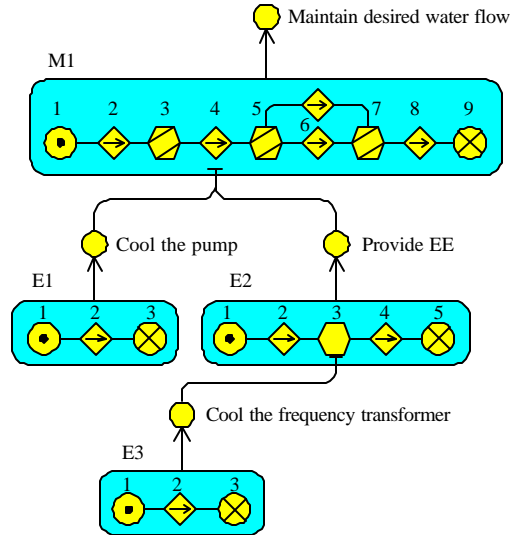 Maintain desired water flow
M1
1 2 3 4 5 6 7 8 9
Cool the pump
Provide EE
E1
1 2 3
E2
1 2 3 4 5
Cool the frequency transformer
E3
1 2 3